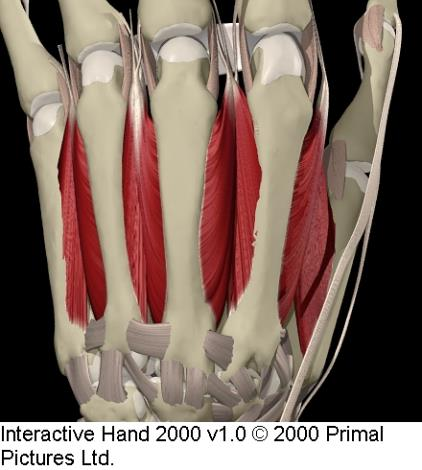 Interactive Hand 2000 v1.0 © 2000 Primal
Pictures Ltd.